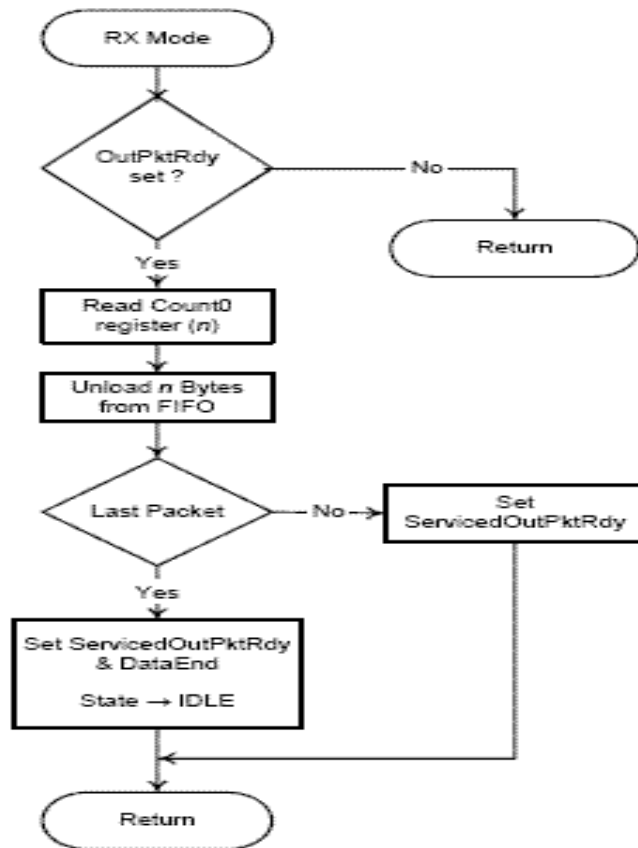 RX Mode
OutPktRdy
set ?
No
Return
Yes
Read Count0
register (n)
Unload n Bytes
from FIFO
Last Packet
No
Set
ServicedOutPktRdy
Yes
Set ServicedOutPktRdy
& DataEnd
State → IDLE
Return